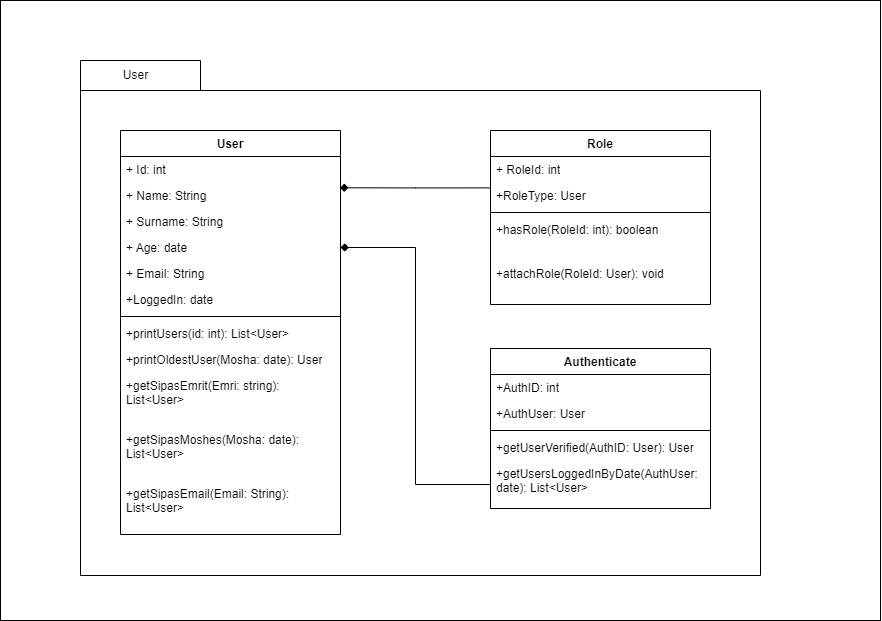 User
User
+ Id: int
+ Name: String
+ Surname: String
+ Age: date
+ Email: String
+LoggedIn: date
+printUsers(id: int): List<User>
+printOldestUser(Mosha: date): User
+getSipasEmrit(Emri: string):
List<User>
+getSipasMoshes(Mosha: date):
List<User>
+getSipasEmail(Email: String):
List<User>
Role
+ RoleId: int
+RoleType: User
+hasRole(RoleId: int): boolean
+attachRole(RoleId: User): void
Authenticate
+AuthID: int
+AuthUser: User
+getUserVerified(AuthID: User): User
+getUsersLoggedInByDate(AuthUser:
date): List<User>